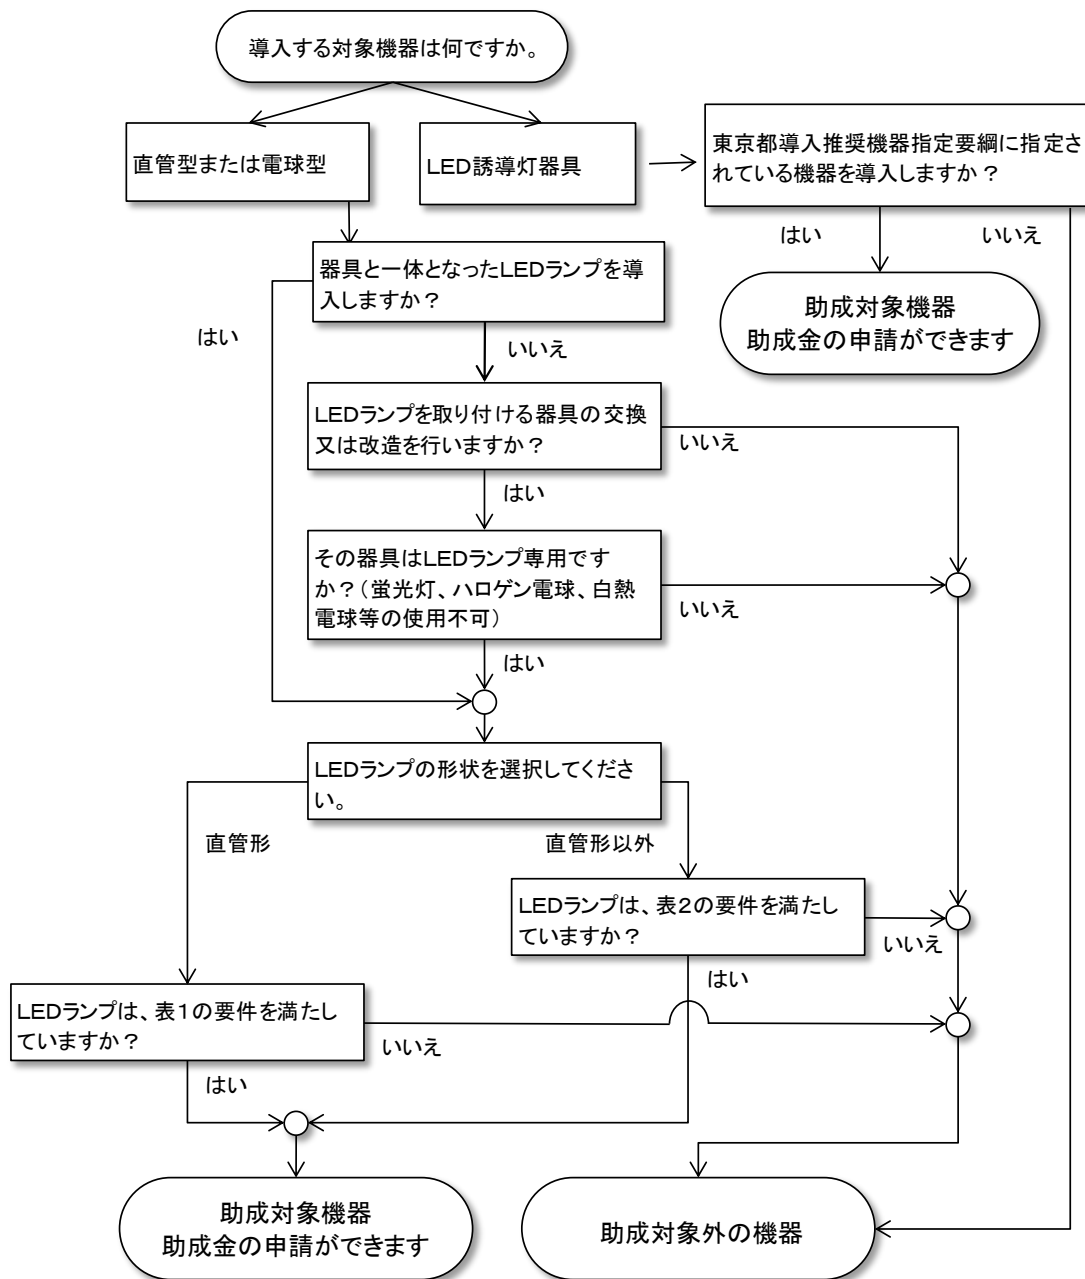 導入する対象機器は何ですか。
直管型または電球型
LED誘導灯器具
東京都導入推奨機器指定要綱に指定さ
れている機器を導入しますか？
はい
いいえ
助成対象機器
助成金の申請ができます
器具と一体となったLEDランプを導
入しますか？
はい
いいえ
LEDランプを取り付ける器具の交換
又は改造を行いますか？
いいえ
はい
その器具はLEDランプ専用です
か？（蛍光灯、ハロゲン電球、白熱
電球等の使用不可）
いいえ
はい
LEDランプの形状を選択してくださ
い。
直管形
直管形以外
LEDランプは、表２の要件を満たし
ていますか？
いいえ
はい
LEDランプは、表１の要件を満たし
ていますか？
いいえ
はい
助成対象機器
助成金の申請ができます
助成対象外の機器